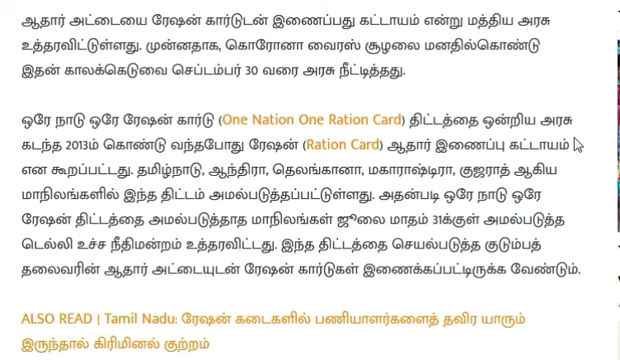 ஆதார் அட்டையை ரேஷன் கார்டுடன் இணைப்பது கட்டாயம் என்று மத்திய அரசு
உத்தரவிட்டுள்ளது. முன்னதாக, கொரோனா வைரஸ் சூழலை மனதில்கொண்டு
இதன் காலக்கெடுவை செப்டம்பர் 30 வரை அரசு நீட்டித்தது.
ஒரே நாடு ஒரே ரேஷன் கார்டு (One Nation One Ration Card) திட்டத்தை ஒன்றிய அரசு
கடந்த 2013ம் கொண்டு வந்தபோது ரேஷன் (Ration Card) ஆதார் இணைப்பு கட்டாயம்
என கூறப்பட்டது. தமிழ்நாடு, ஆந்திரா, தெலங்கானா, மகாராஷ்டிரா, குஜராத் ஆகிய
மாநிலங்களில் இந்த திட்டம் அமல்படுத்தப்பட்டுள்ளது. அதன்படி ஒரே நாடு ஒரே
ரேஷன் திட்டத்தை அமல்படுத்தாத மாநிலங்கள் ஜூலை மாதம் 31க்குள் அமல்படுத்த
டெல்லி உச்ச நீதிமன்றம் உத்தரவிட்டது. இந்த திட்டத்தை செயல்படுத்த குடும்பத்
தலைவரின் ஆதார் அட்டையுடன் ரேஷன் கார்டுகள் இணைக்கப்பட்டிருக்க வேண்டும்.
ALSO READ | Tamil Nadu: ரேஷன் கடைகளில் பணியாளர்களைத் தவிர யாரும்
இருந்தால் கிரிமினல் குற்றம்